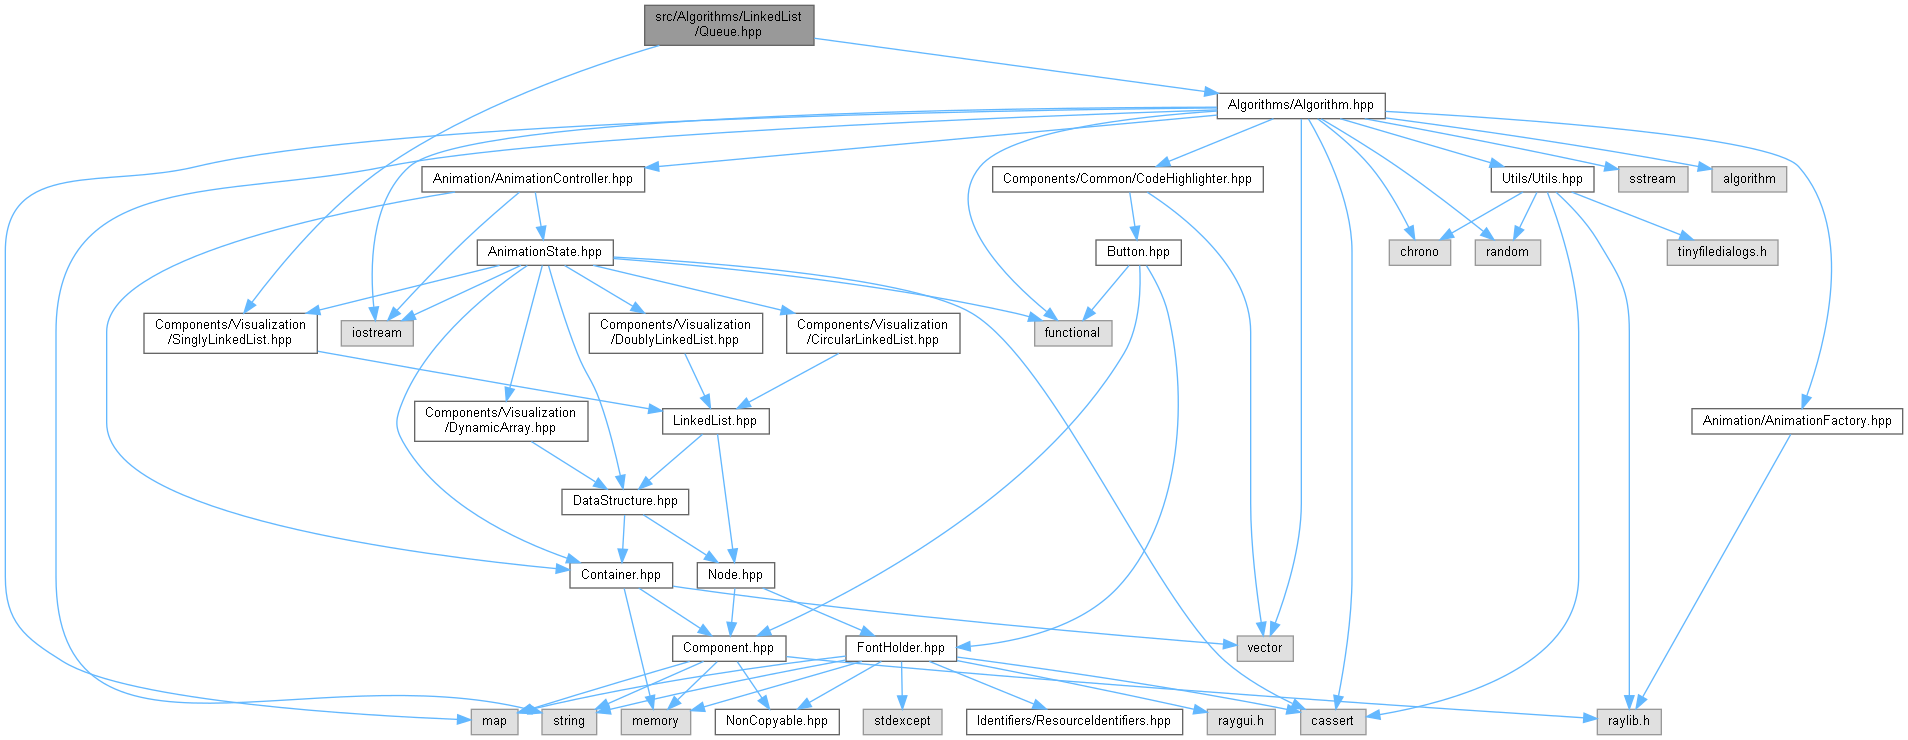 src/Algorithms/LinkedList
/Queue.hpp
Algorithms/Algorithm.hpp
Animation/AnimationController.hpp
Components/Common/CodeHighlighter.hpp
Utils/Utils.hpp
sstream
algorithm
AnimationState.hpp
Button.hpp
chrono
random
tinyfiledialogs.h
Components/Visualization
/SinglyLinkedList.hpp
iostream
Components/Visualization
/DoublyLinkedList.hpp
Components/Visualization
/CircularLinkedList.hpp
functional
Components/Visualization
/DynamicArray.hpp
LinkedList.hpp
Animation/AnimationFactory.hpp
DataStructure.hpp
Container.hpp
Node.hpp
Component.hpp
FontHolder.hpp
vector
map
string
memory
NonCopyable.hpp
stdexcept
Identifiers/ResourceIdentifiers.hpp
raygui.h
cassert
raylib.h